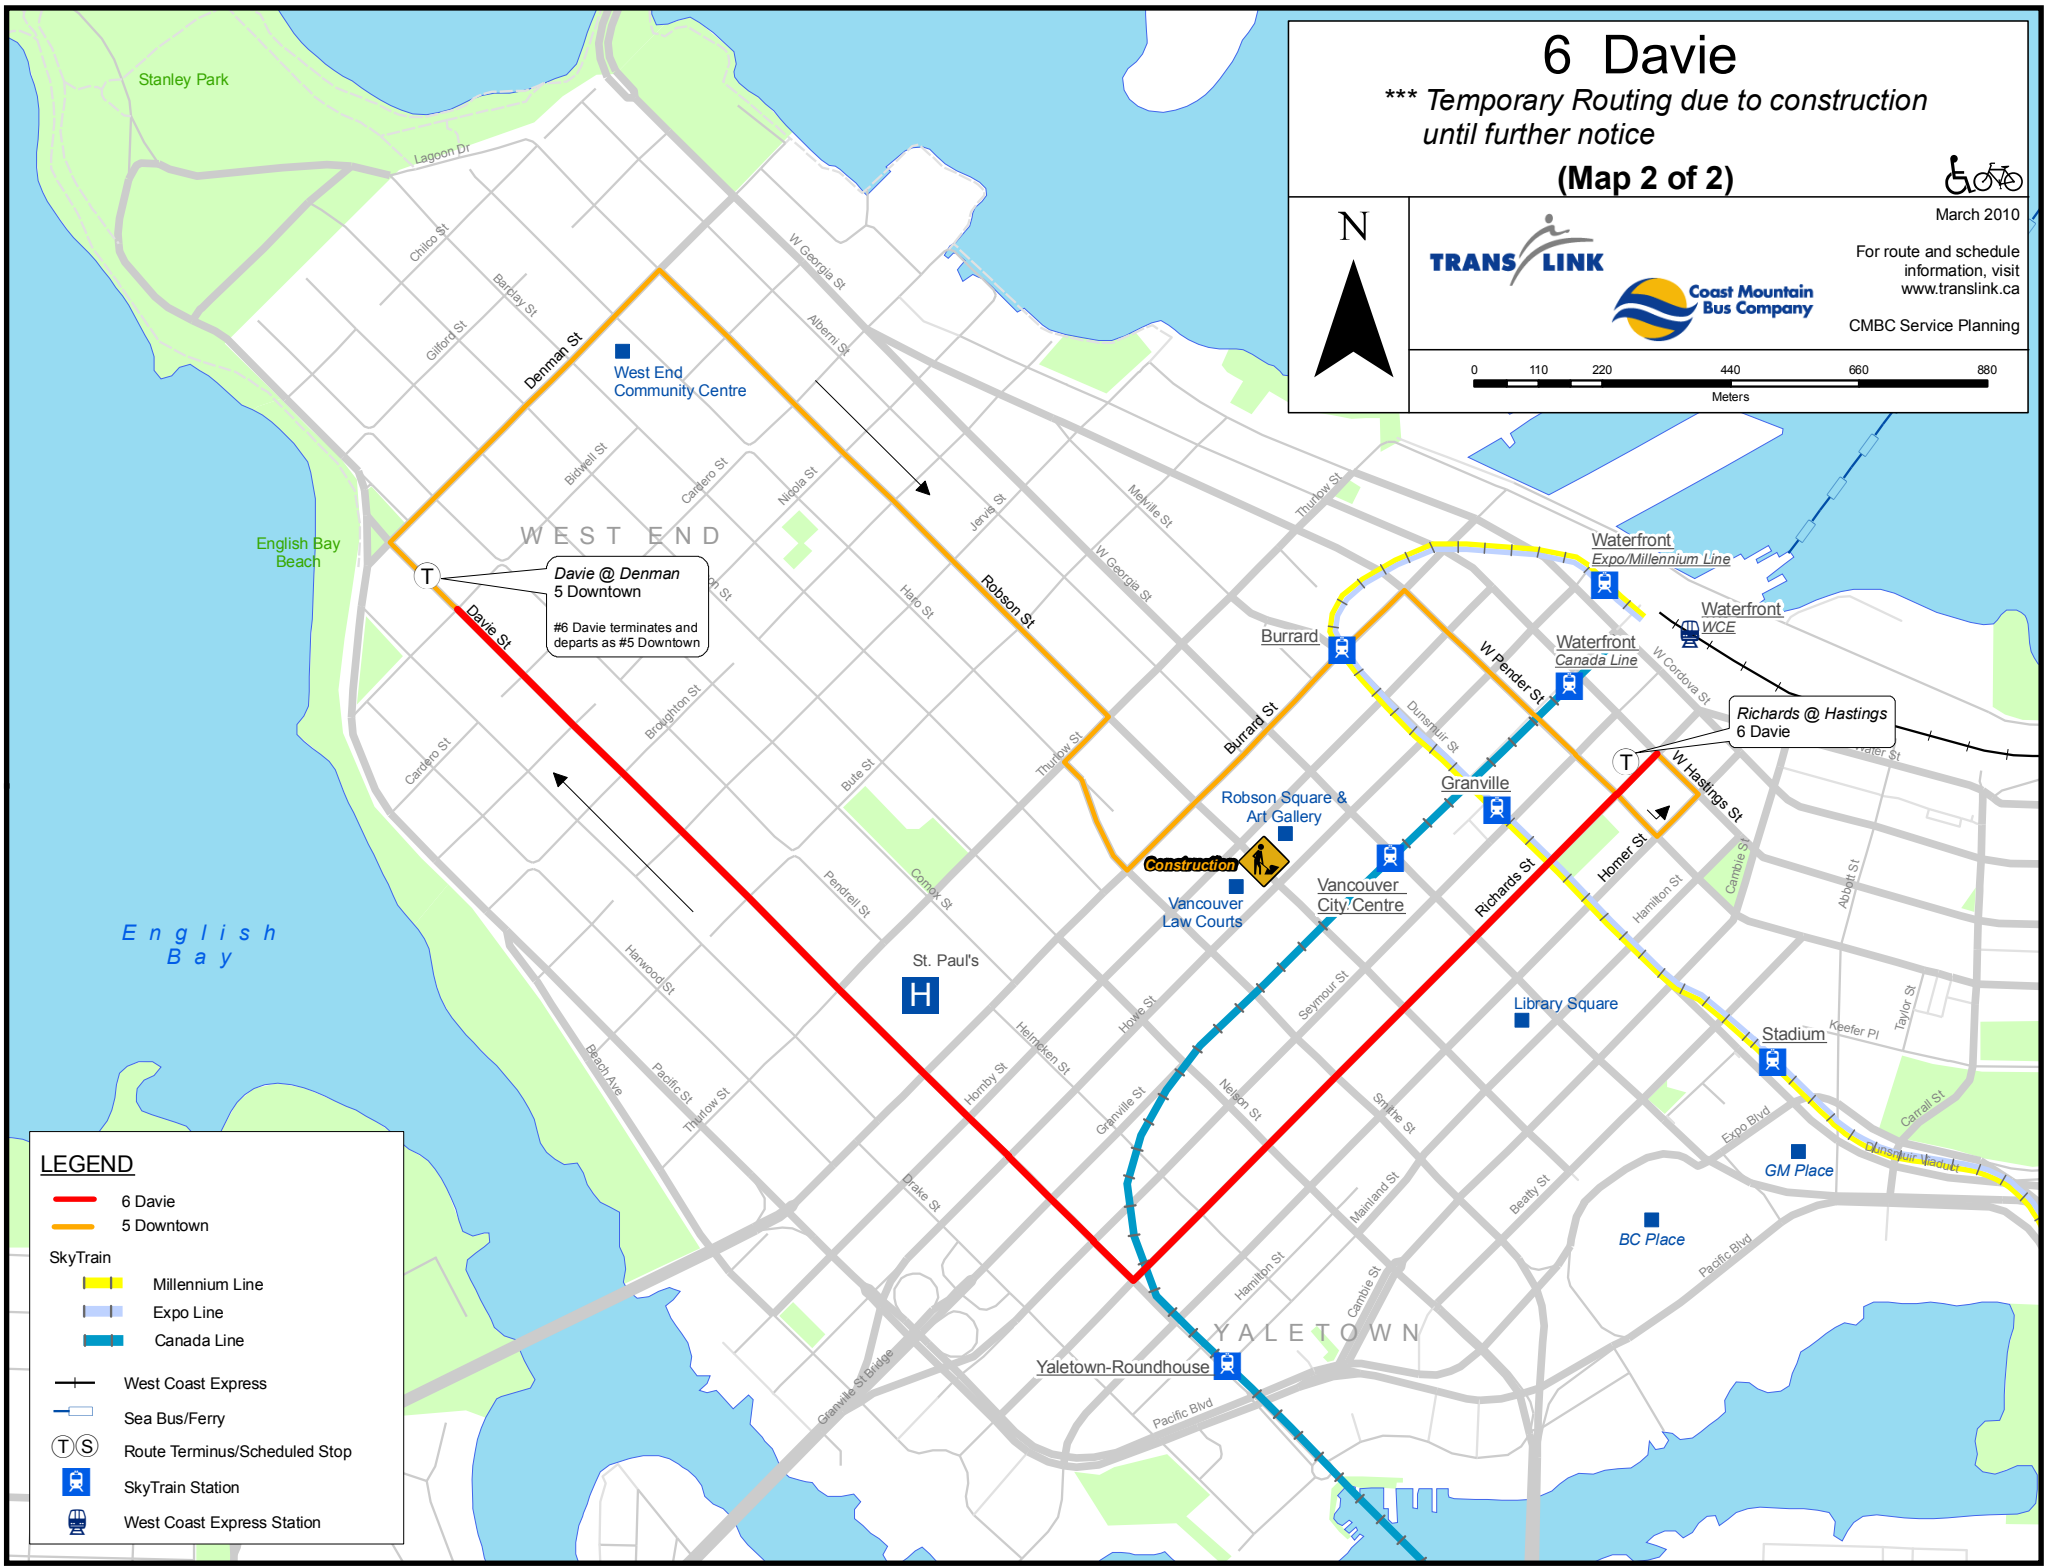 6 Davie
*** Temporary Routing due to construction
until further notice
(Map 2 of 2)
N
TRANS LINK
Coast Mountain
Bus Company
March 2010
For route and schedule
information, visit
www.translink.ca
CMBC Service Planning
0 110 220 440 660 880
Meters
Stanley Park
Lagoon Dr
Chilco St
Barclay St
Gilford St
W Georgia St
Alberni St
Denman St
West End
Community Centre
Bidwell St
Cardero St
Nicola St
Jervis St
Melville St
Thurlow St
WEST END
English Bay
Beach
T
Davie @ Denman
5 Downtown
#6 Davie terminates and
departs as #5 Downtown
Davie St
Haro St
Robson St
W Georgia St
Waterfront
Expo/Millennium Line
Waterfront
WCE
Burrard
Waterfront
Canada Line
W Pender St
W Cordova St
Richards @ Hastings
6 Davie
Water St
T
W Hastings St
Broughton St
Cardero St
Bute St
Thurlow St
Burrard St
Dunsmuir St
Granville
Robson Square &
Art Gallery
Construction
Vancouver
Law Courts
Vancouver
City Centre
Richards St
Homer St
Hamilton St
Cambie St
Abbott St
Pendrell St
Comox St
English
Bay
St. Paul's
H
Harwood St
Howe St
Seymour St
Library Square
Helmcken St
Stadium
Keefer Pl
Taylor St
Beach Ave
Pacific St
Thurlow St
Hornby St
Granville St
Nelson St
Smithe St
Expo Blvd
Carrall St
Dunsmuir Viaduct
GM Place
Drake St
Mainland St
Beatty St
BC Place
Pacific Blvd
Hamilton St
Cambie St
YALETOWN
Yaletown-Roundhouse
Granville St Bridge
Pacific Blvd
LEGEND
6 Davie
5 Downtown
SkyTrain
Millennium Line
Expo Line
Canada Line
West Coast Express
Sea Bus/Ferry
T S Route Terminus/Scheduled Stop
SkyTrain Station
West Coast Express Station